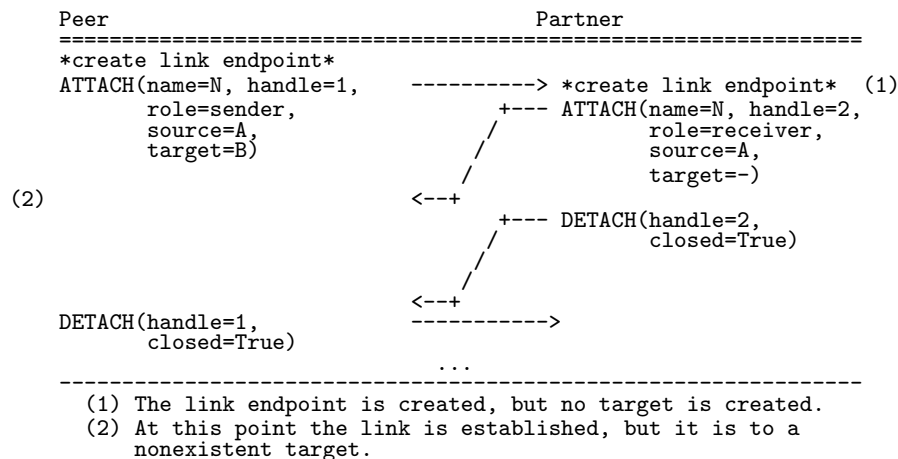 Peer Partner
================================================================
*create link endpoint*
ATTACH(name=N, handle=1, ----------> *create link endpoint* (1)
role=sender, +--- ATTACH(name=N, handle=2,
source=A, / role=receiver,
target=B) / source=A,
/ target=-)
(2) <--+
+--- DETACH(handle=2,
/ closed=True)
/
/
<--+
DETACH(handle=1, ----------->
closed=True)
...
----------------------------------------------------------------
(1) The link endpoint is created, but no target is created.
(2) At this point the link is established, but it is to a
nonexistent target.